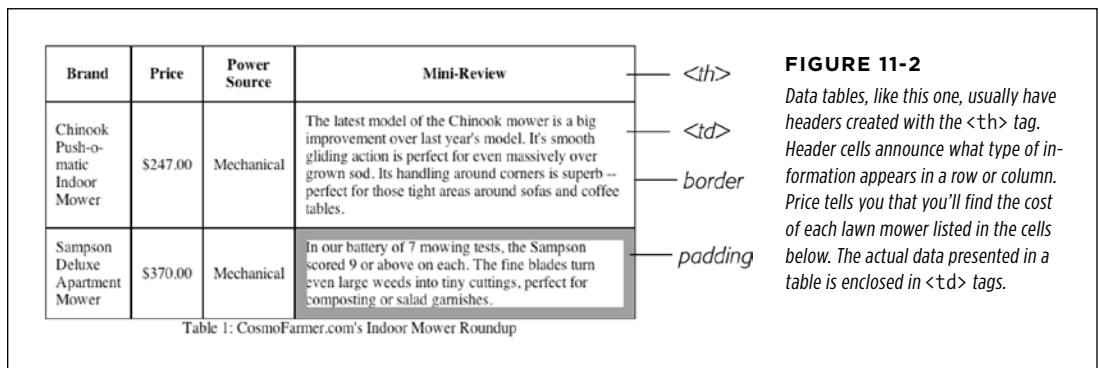 Brand
Price
Power
Source
Mini-Review
<th>
Chinook
Push-o-
matic
Indoor
Mower
$247.00
Mechanical
The latest model of the Chinook mower is a big
improvement over last year's model. It's smooth
gliding action is perfect for even massively over
grown sod. Its handling around corners is superb --
perfect for those tight areas around sofas and coffee
tables.
<td>
border
Sampson
Deluxe
Apartment
Mower
$370.00
Mechanical
In our battery of 7 mowing tests, the Sampson
scored 9 or above on each. The fine blades turn
even large weeds into tiny cuttings, perfect for
composting or salad garnishes.
padding
Table 1: CosmoFarmer.com's Indoor Mower Roundup
FIGURE 11-2
Data tables, like this one, usually have
headers created with the <th> tag.
Header cells announce what type of in-
formation appears in a row or column.
Price tells you that you'll find the cost
of each lawn mower listed in the cells
below. The actual data presented in a
table is enclosed in <td> tags.